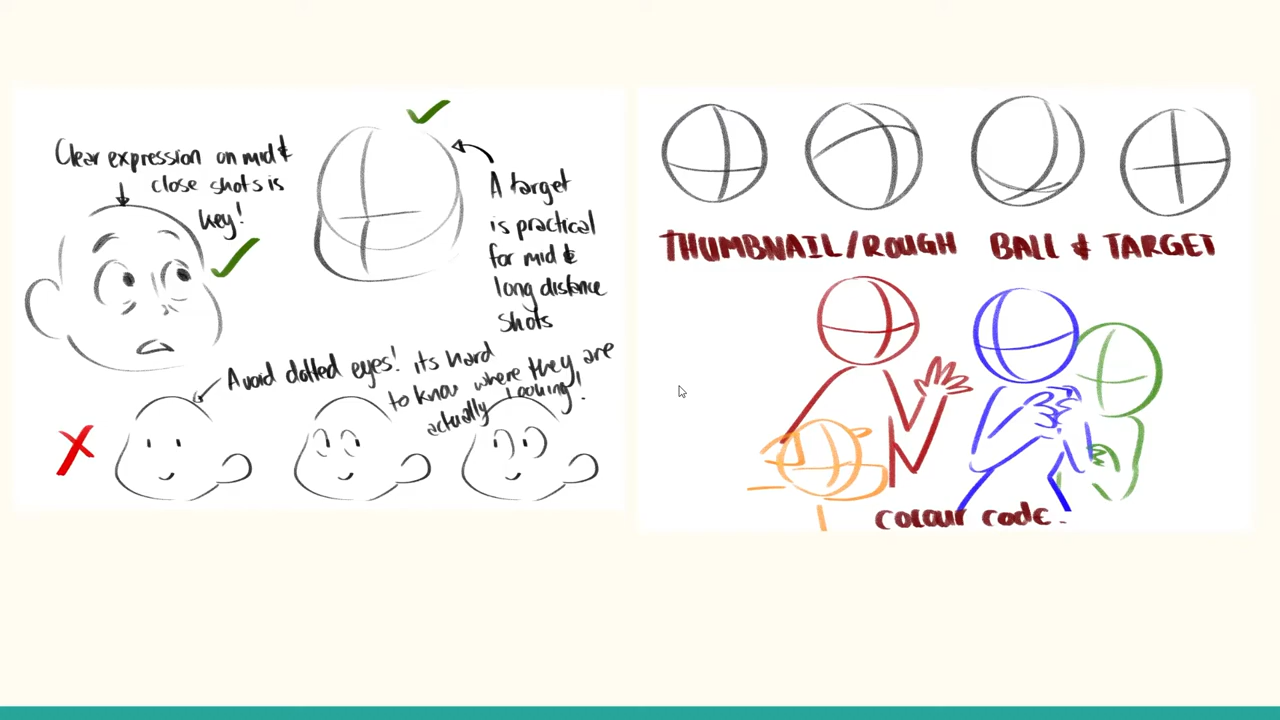 Clear expression on mid &
close shots is
key!
A target
is practical
for mid &
long distance
shots
Avoid dotted eyes! its hard
to know where they are
actually looking!
THUMBNAIL/ROUGH BALL & TARGET
COLOUR CODE.